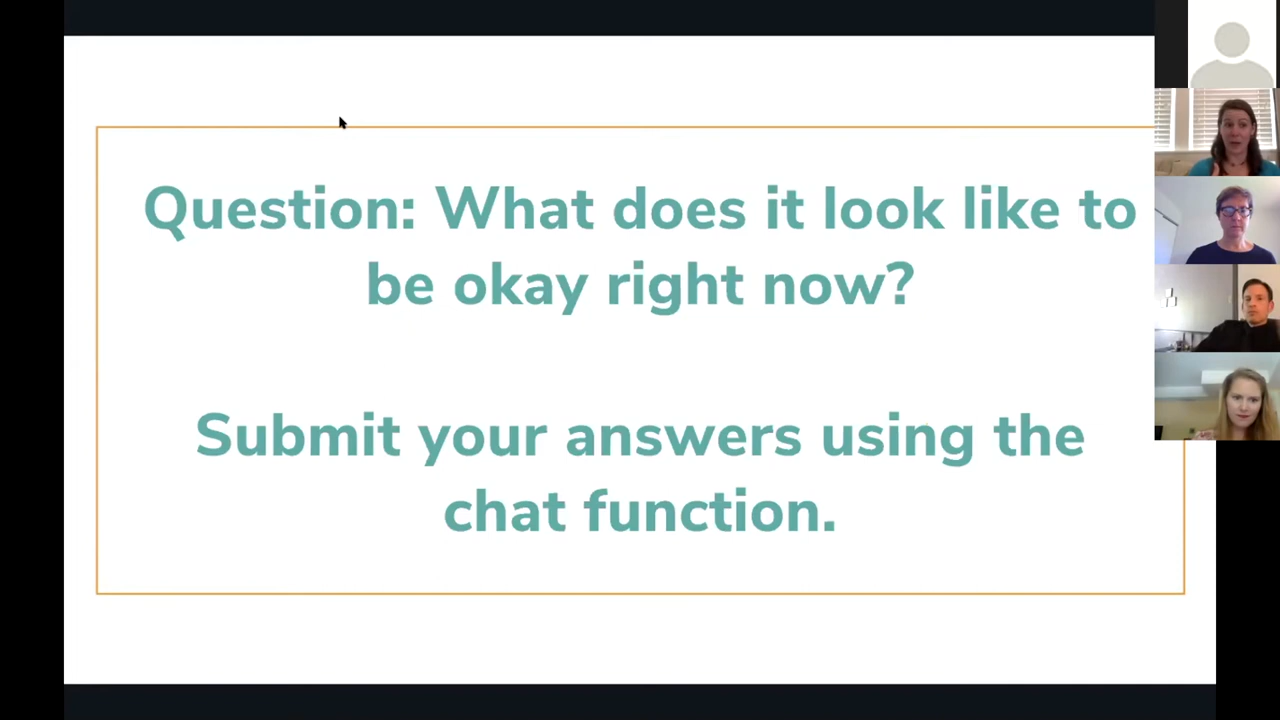 Question: What does it look like to
be okay right now?
Submit your answers using the
chat function.